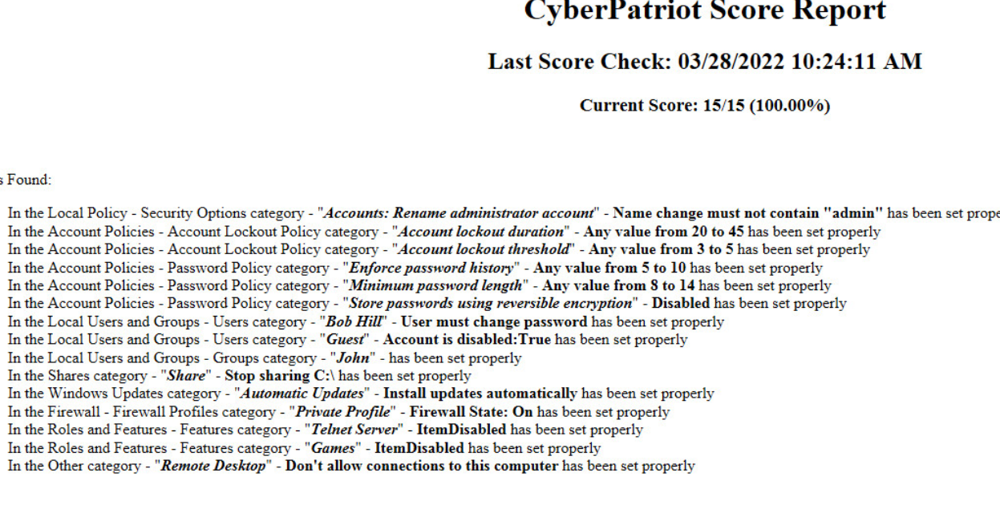 CyberPatriot Score Report
Last Score Check: 03/28/2022 10:24:11 AM
Current Score: 15/15 (100.00%)
s Found:
In the Local Policy - Security Options category - "Accounts: Rename administrator account" - Name change must not contain "admin" has been set prope
In the Account Policies - Account Lockout Policy category - "Account lockout duration" - Any value from 20 to 45 has been set properly
In the Account Policies - Account Lockout Policy category - "Account lockout threshold" - Any value from 3 to 5 has been set properly
In the Account Policies - Password Policy category - "Enforce password history" - Any value from 5 to 10 has been set properly
In the Account Policies - Password Policy category - "Minimum password length" - Any value from 8 to 14 has been set properly
In the Account Policies - Password Policy category - "Store passwords using reversible encryption" - Disabled has been set properly
In the Local Users and Groups - Users category - "Bob Hill" - User must change password has been set properly
In the Local Users and Groups - Users category - "Guest" - Account is disabled:True has been set properly
In the Local Users and Groups - Groups category - "John" - has been set properly
In the Shares category - "Share" - Stop sharing C:\ has been set properly
In the Windows Updates category - "Automatic Updates" - Install updates automatically has been set properly
In the Firewall - Firewall Profiles category - "Private Profile" - Firewall State: On has been set properly
In the Roles and Features - Features category - "Telnet Server" - ItemDisabled has been set properly
In the Roles and Features - Features category - "Games" - ItemDisabled has been set properly
In the Other category - "Remote Desktop" - Don't allow connections to this computer has been set properly